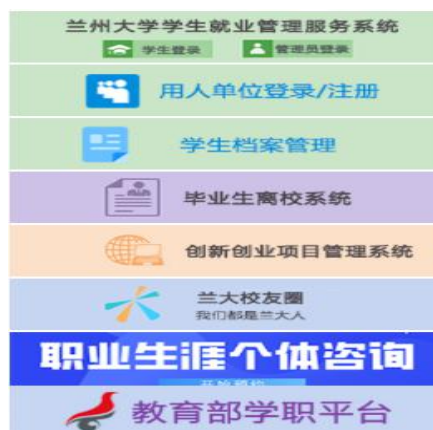 兰州大学学生就业管理服务系统
学生登录 管理员登录
用人单位登录/注册
学生档案管理
毕业生离校系统
创新创业项目管理系统
兰大校友圈
我们都是兰大人
职业生涯个体咨询
开始预约
教育部学职平台